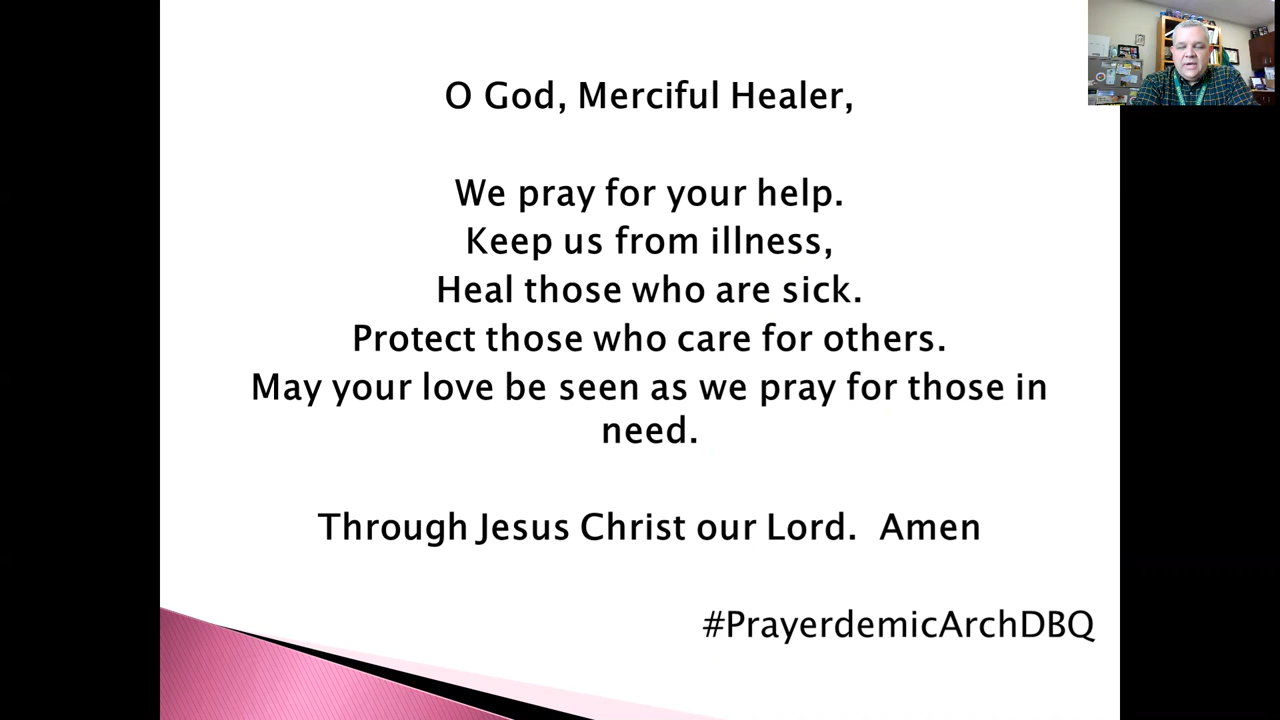 O God, Merciful Healer,
We pray for your help.
Keep us from illness,
Heal those who are sick.
Protect those who care for others.
May your love be seen as we pray for those in
need.
Through Jesus Christ our Lord.  Amen
#PrayerdemicArchDBQ